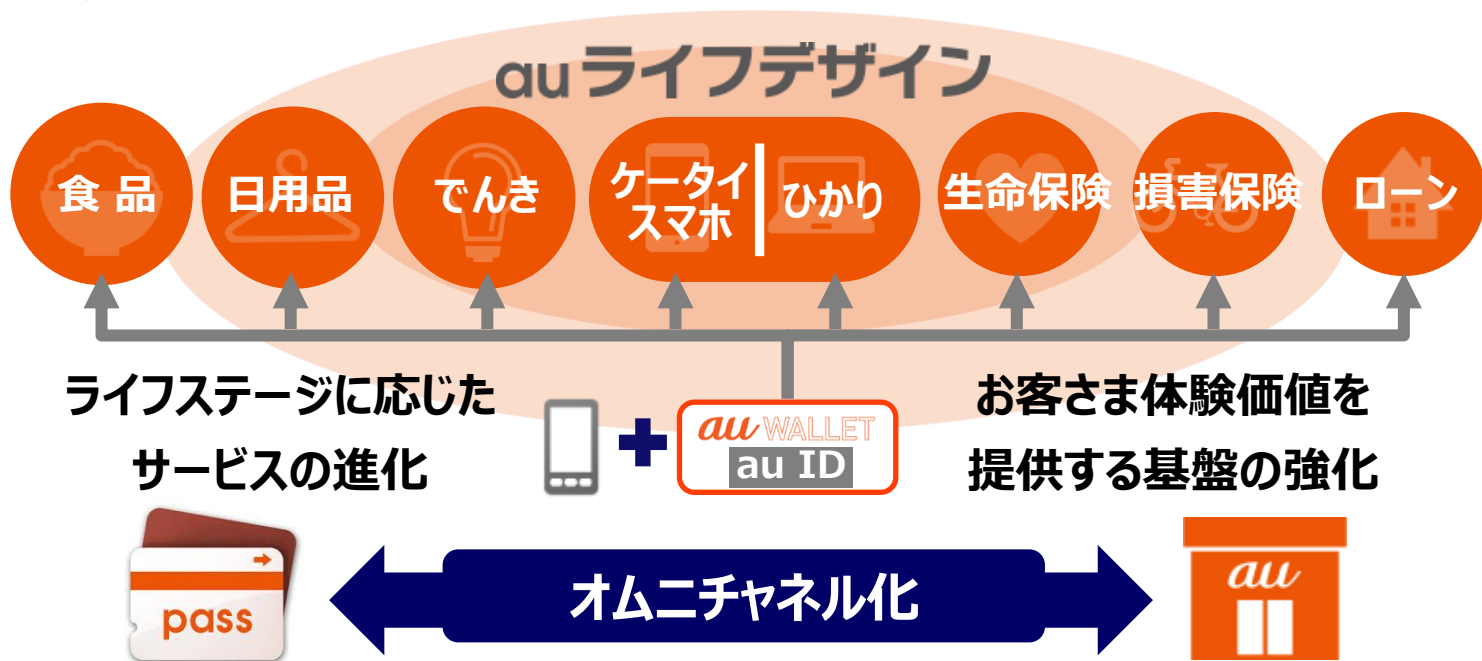 auライフデザイン
食 品
日用品
でんき
ケータイ
スマホ
ひかり
生命保険
損害保険
ローン
ライフステージに応じた
サービスの進化
au WALLET
au ID
お客さま体験価値を
提供する基盤の強化
pass
オムニチャネル化
au